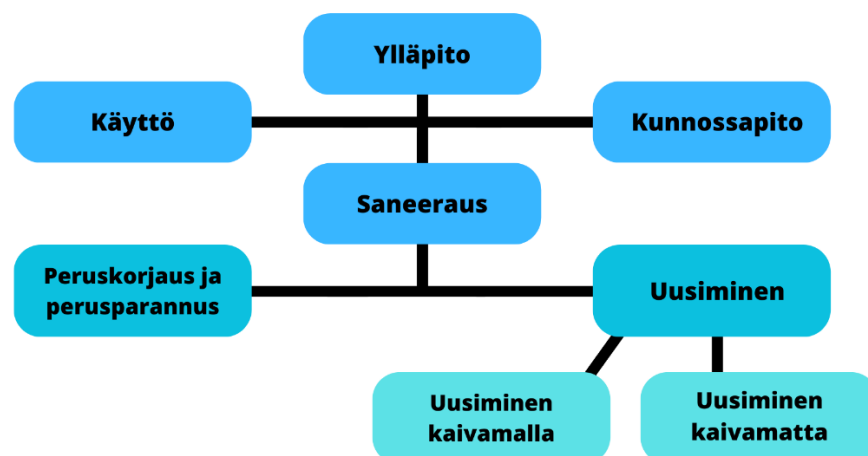 Ylläpito
Käyttö
Kunnossapito
Saneeraus
Peruskorjaus ja
perusparannus
Uusiminen
Uusiminen
kaivamalla
Uusiminen
kaivamatta